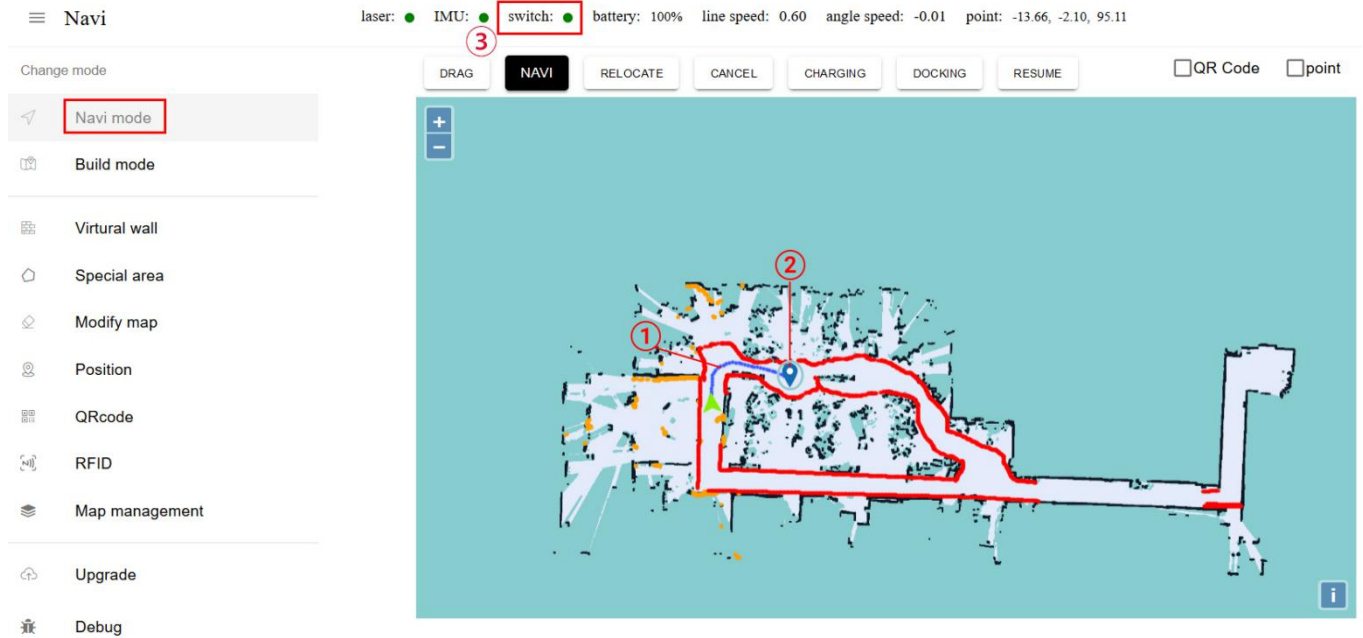 Navi
laser: IMU: switch: battery: 100% line speed: 0.60 angle speed: -0.01 point: -13.66, -2.10, 95.11
③
Change mode
DRAG NAVI RELOCATE CANCEL CHARGING DOCKING RESUME QR Code point
Navi mode
+
−
Build mode
Virtural wall
Special area
②
Modify map
①
Position
QRcode
RFID
Map management
Upgrade
i
Debug